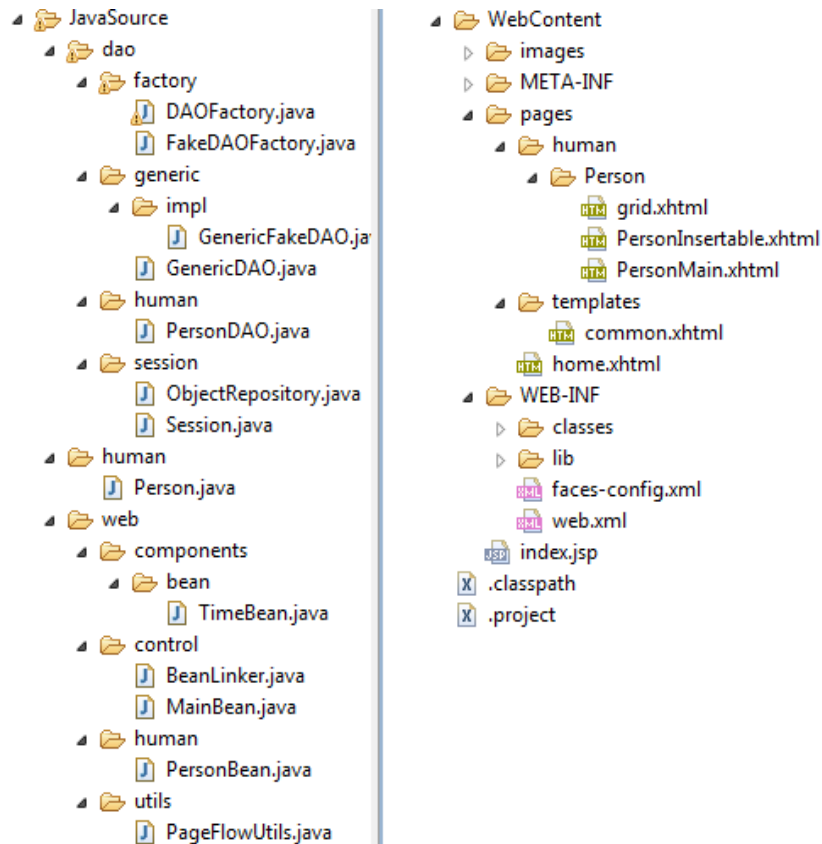 JavaSource
dao
factory
DAOFactory.java
FakeDAOFactory.java
generic
impl
GenericFakeDAO.ja
GenericDAO.java
human
PersonDAO.java
session
ObjectRepository.java
Session.java
human
Person.java
web
components
bean
TimeBean.java
control
BeanLinker.java
MainBean.java
human
PersonBean.java
utils
PageFlowUtils.java
WebContent
images
META-INF
pages
human
Person
grid.xhtml
PersonInsertable.xhtml
PersonMain.xhtml
templates
common.xhtml
home.xhtml
WEB-INF
classes
lib
faces-config.xml
web.xml
index.jsp
.classpath
.project